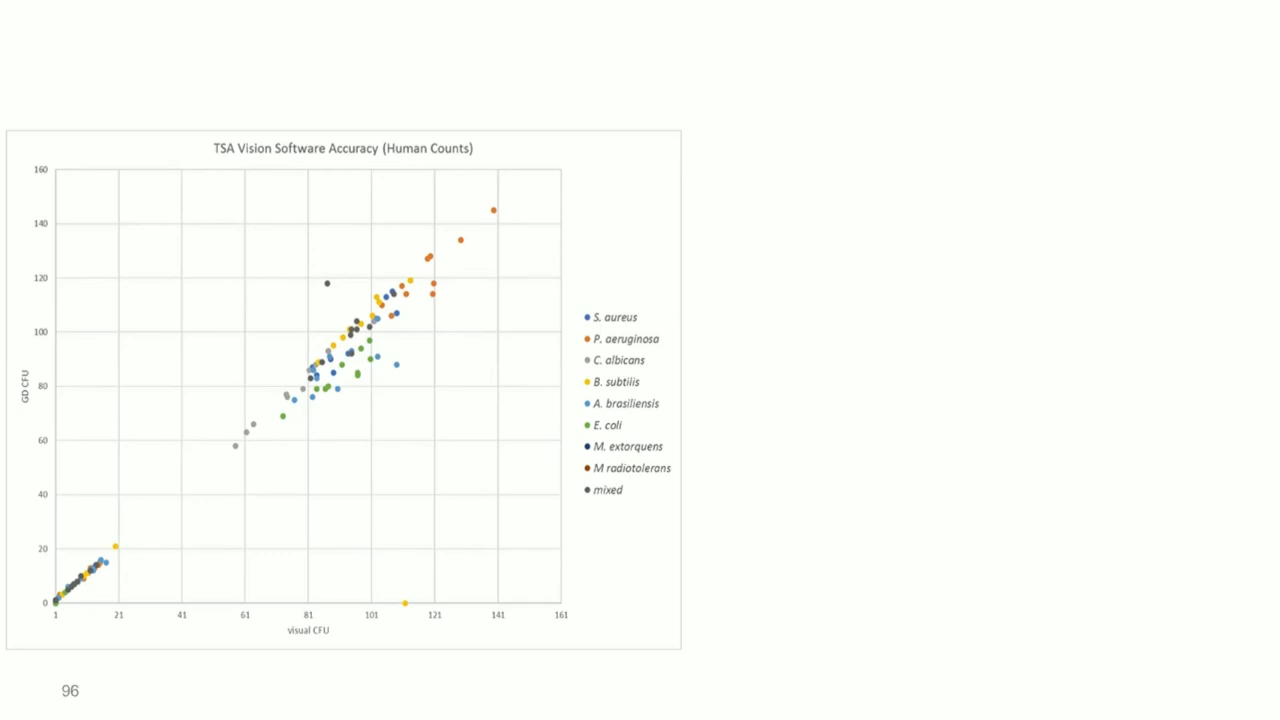 TSA Vision Software Accuracy (Human Counts)
160
140
120
100
80
60
40
20
0
GD CFU
1 21 41 61 81 101 121 141 161
visual CFU
S. aureus
P. aeruginosa
C. albicans
B. subtilis
A. brasiliensis
E. coli
M. extorquens
M radiotolerans
mixed
96